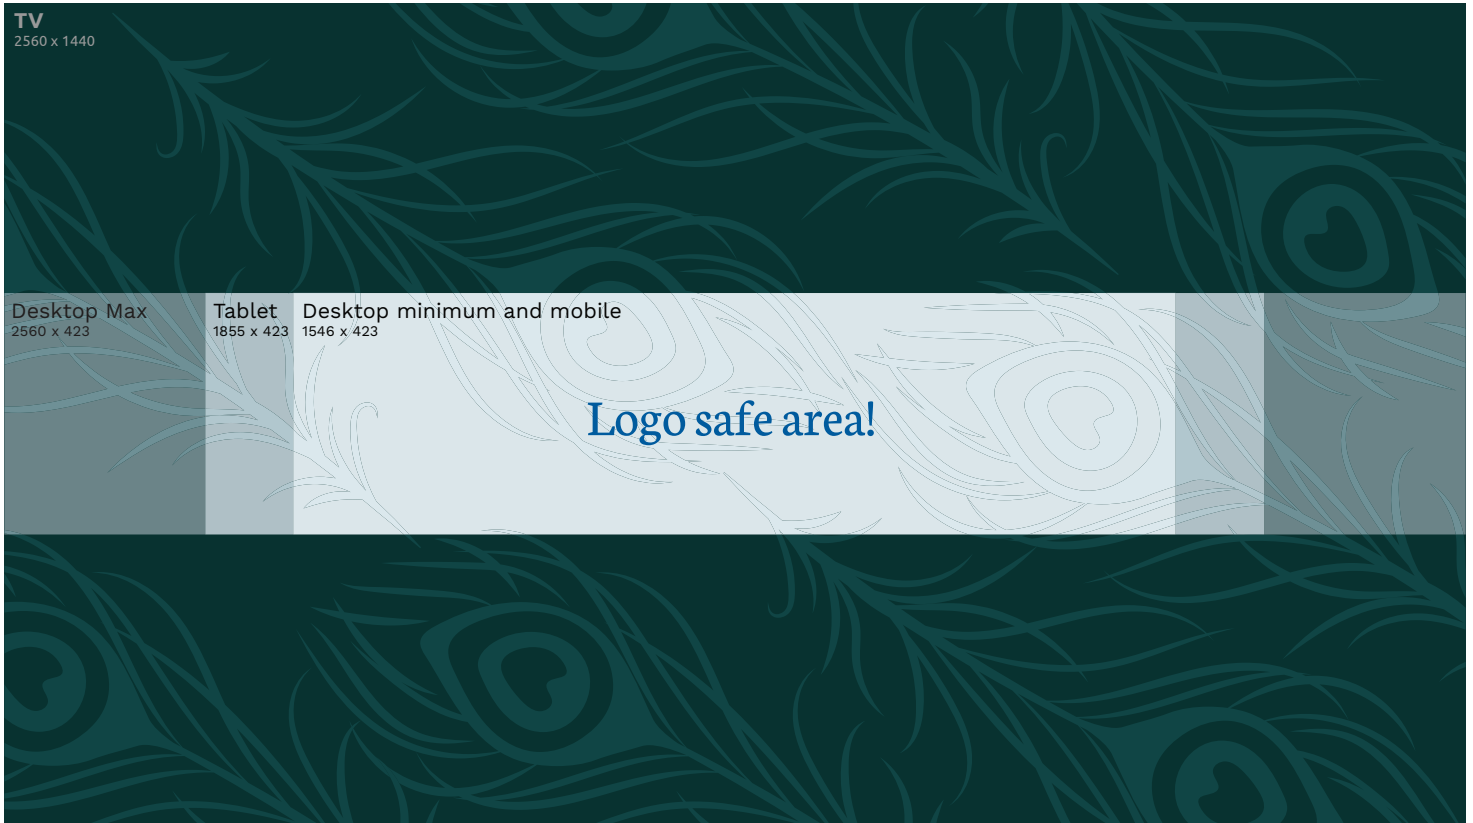 TV
2560 x 1440
Desktop Max
2560 x 423
Tablet
1855 x 423
Desktop minimum and mobile
1546 x 423
Logo safe area!